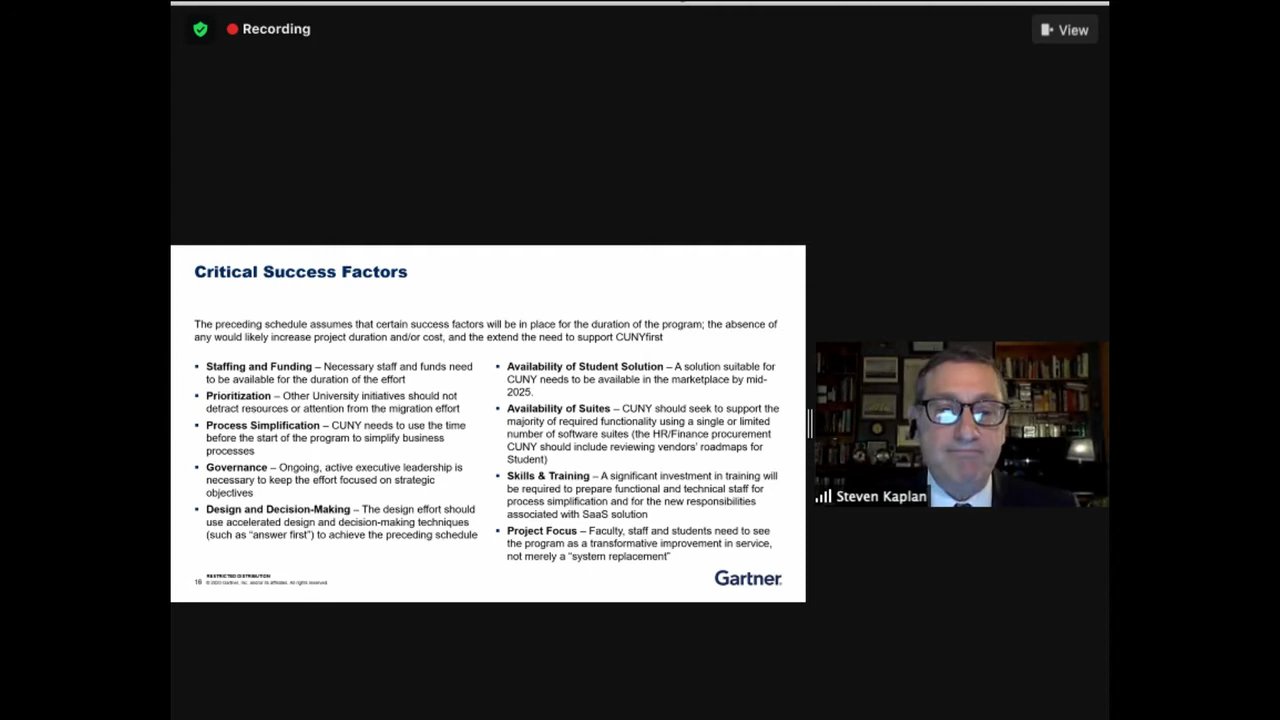 Recording
View
Critical Success Factors
The preceding schedule assumes that certain success factors will be in place for the duration of the program; the absence of
any would likely increase project duration and/or cost, and the extend the need to support CUNYfirst
▪ Staffing and Funding – Necessary staff and funds need
to be available for the duration of the effort
▪ Prioritization – Other University initiatives should not
detract resources or attention from the migration effort
▪ Process Simplification – CUNY needs to use the time
before the start of the program to simplify business
processes
▪ Governance – Ongoing, active executive leadership is
necessary to keep the effort focused on strategic
objectives
▪ Design and Decision-Making – The design effort should
use accelerated design and decision-making techniques
(such as “answer first”) to achieve the preceding schedule
▪ Availability of Student Solution – A solution suitable for
CUNY needs to be available in the marketplace by mid-
2025.
▪ Availability of Suites – CUNY should seek to support the
majority of required functionality using a single or limited
number of software suites (the HR/Finance procurement
CUNY should include reviewing vendors’ roadmaps for
Student)
▪ Skills & Training – A significant investment in training will
be required to prepare functional and technical staff for
process simplification and for the new responsibilities
associated with SaaS solution
▪ Project Focus – Faculty, staff and students need to see
the program as a transformative improvement in service,
not merely a “system replacement”
RESTRICTED DISTRIBUTION
Gartner, Inc. and/or its affiliates. All rights reserved.
Gartner
Steven Kaplan